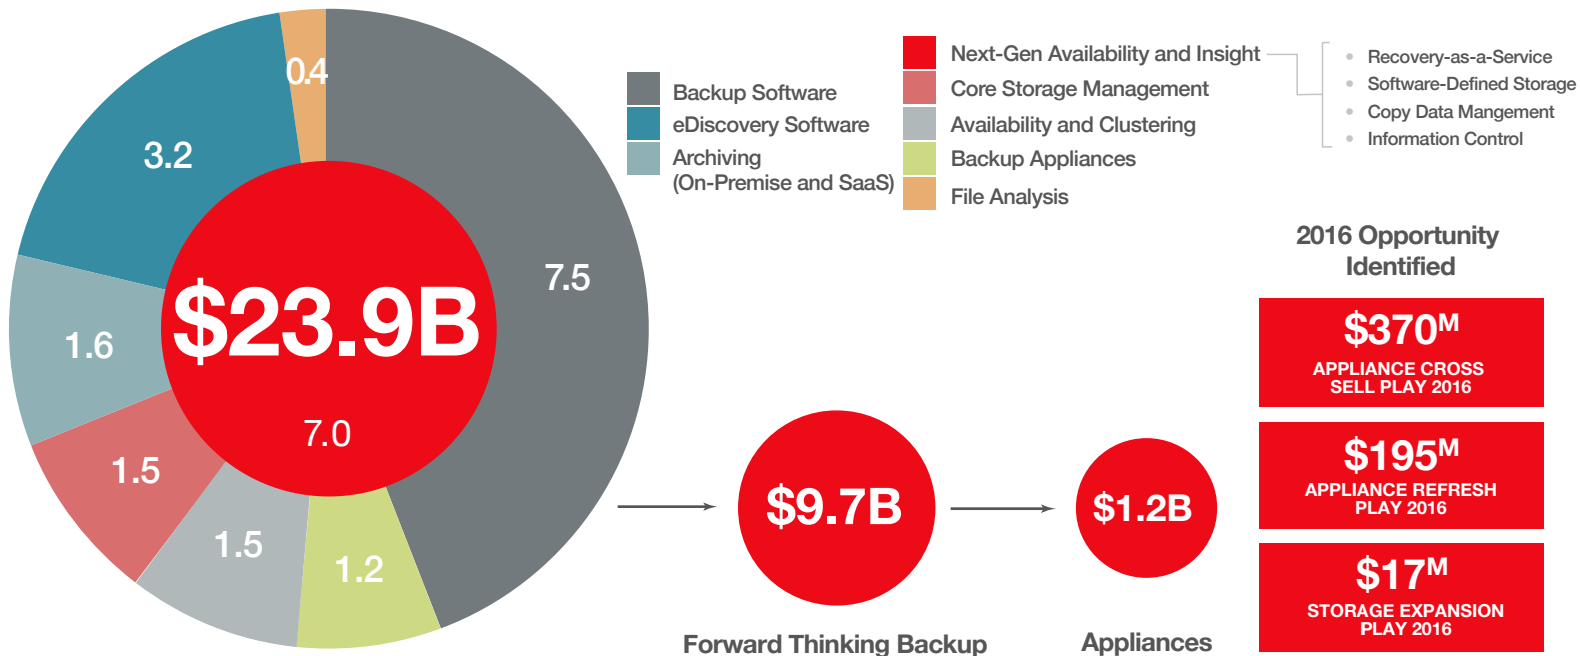 0.4
3.2
7.5
1.6
$23.9B
7.0
1.5
1.5
1.2
Backup Software
eDiscovery Software
Archiving
(On-Premise and SaaS)
Next-Gen Availability and Insight
Core Storage Management
Availability and Clustering
Backup Appliances
File Analysis
• Recovery-as-a-Service
• Software-Defined Storage
• Copy Data Mangement
• Information Control
$9.7B
Forward Thinking Backup
$1.2B
Appliances
2016 Opportunity
Identified
$370M
APPLIANCE CROSS
SELL PLAY 2016
$195M
APPLIANCE REFRESH
PLAY 2016
$17M
STORAGE EXPANSION
PLAY 2016